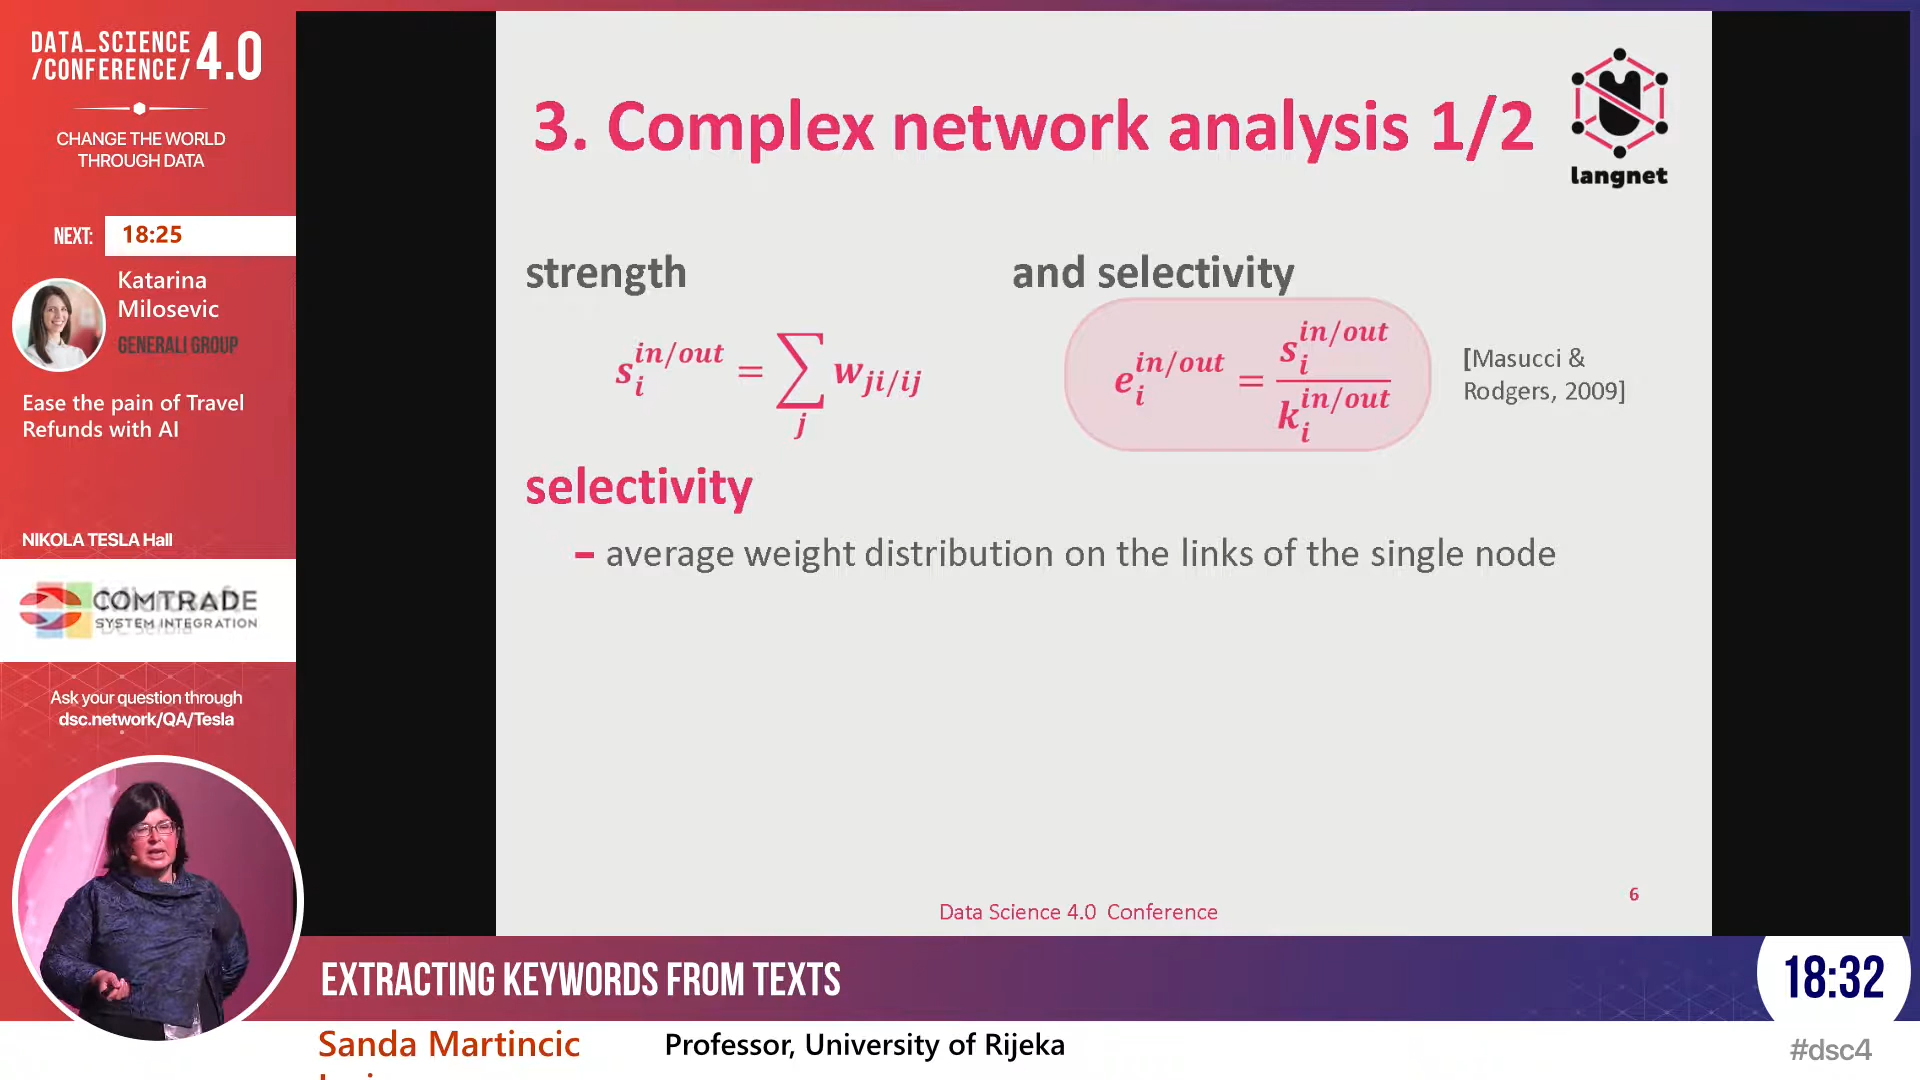 DATA_SCIENCE
/CONFERENCE/ 4.0
CHANGE THE WORLD
THROUGH DATA
NEXT: 18:25
Katarina
Milosevic
GENERALI GROUP
Ease the pain of Travel
Refunds with AI
NIKOLA TESLA Hall
COMTRADE
SYSTEM INTEGRATION
Ask your question through
dsc.network/QA/Tesla
3. Complex network analysis 1/2
langnet
strength and selectivity
s_i^{in/out} = ∑_j w_{ji/ij}
e_i^{in/out} = s_i^{in/out} / k_i^{in/out}
[Masucci &
Rodgers, 2009]
selectivity
– average weight distribution on the links of the single node
6
Data Science 4.0 Conference
EXTRACTING KEYWORDS FROM TEXTS
18:32
Sanda Martincic
Professor, University of Rijeka
#dsc4